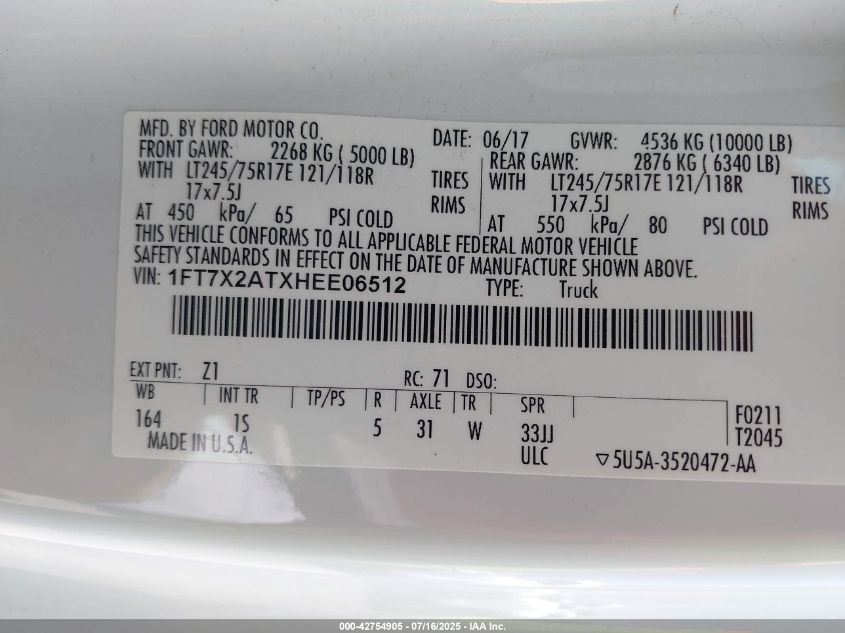 MFD. BY FORD MOTOR CO.
DATE: 06/17 GVWR: 4536 KG (10000 LB)
FRONT GAWR: 2268 KG ( 5000 LB)
REAR GAWR: 2876 KG ( 6340 LB)
WITH LT245/75R17E 121/118R TIRES
WITH LT245/75R17E 121/118R TIRES
17x7.5J RIMS
17x7.5J RIMS
AT 450 kPa/ 65 PSI COLD
AT 550 kPa/ 80 PSI COLD
THIS VEHICLE CONFORMS TO ALL APPLICABLE FEDERAL MOTOR VEHICLE
SAFETY STANDARDS IN EFFECT ON THE DATE OF MANUFACTURE SHOWN ABOVE.
VIN: 1FT7X2ATXHEE06512 TYPE: Truck
EXT PNT: Z1 RC: 71 DSO:
WB INT TR TP/PS R AXLE TR SPR
164 1S 5 31 W 33JJ
F0211
T2045
MADE IN U.S.A. ULC ▽5U5A-3520472-AA
000-42754905 - 07/16/2025 - IAA Inc.